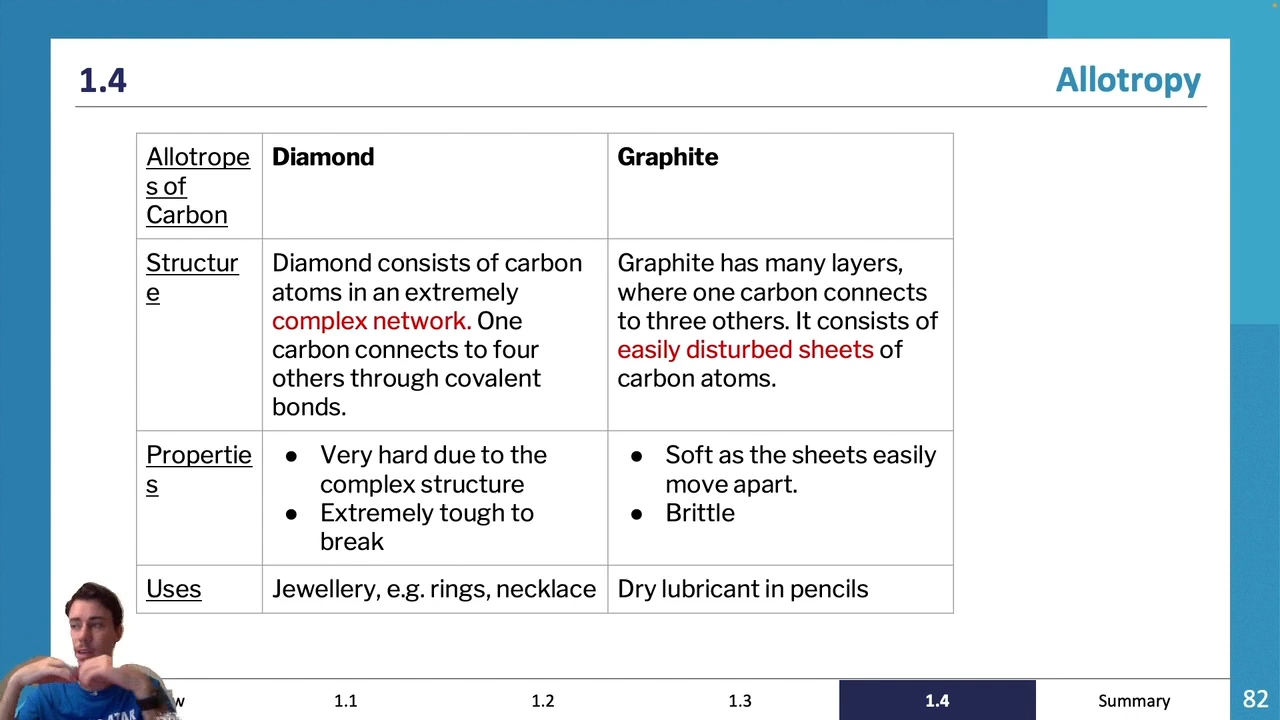 1.4
Allotropy
Allotrope
s of
Carbon
Diamond
Graphite
Structur
e
Diamond consists of carbon
atoms in an extremely
complex network. One
carbon connects to four
others through covalent
bonds.
Graphite has many layers,
where one carbon connects
to three others. It consists of
easily disturbed sheets of
carbon atoms.
Propertie
s
● Very hard due to the
complex structure
● Extremely tough to
break
● Soft as the sheets easily
move apart.
● Brittle
Uses
Jewellery, e.g. rings, necklace
Dry lubricant in pencils
w
1.1
1.2
1.3
1.4
Summary
82